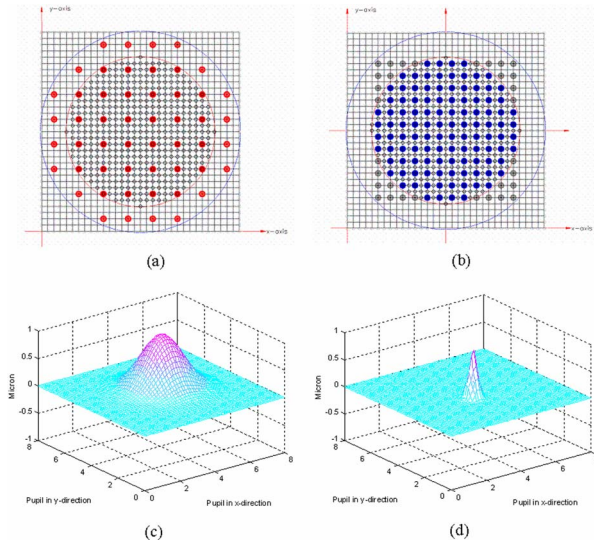 y-axis
y-axis
x-axis
x-axis
(a)
(b)
1
0.5
0
-0.5
-1
Micron
8
6
4
2
0
Pupil in y-direction
0
2
4
6
8
Pupil in x-direction
1
0.5
0
-0.5
-1
Micron
8
6
4
2
0
Pupil in y-direction
0
2
4
6
8
Pupil in x-direction
(c)
(d)